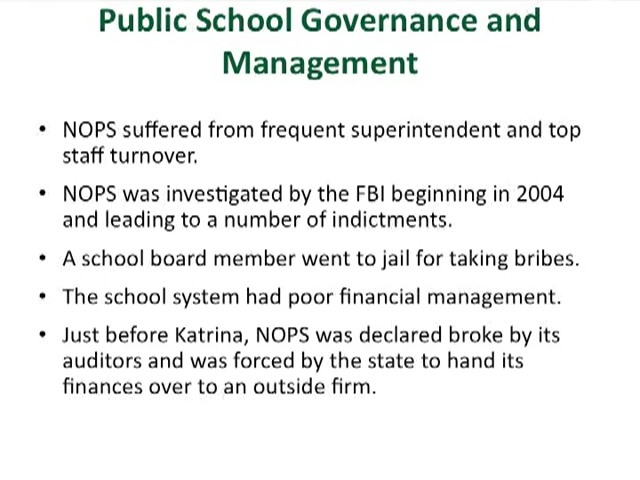 Public School Governance and
Management
• NOPS suffered from frequent superintendent and top
staff turnover.
• NOPS was investigated by the FBI beginning in 2004
and leading to a number of indictments.
• A school board member went to jail for taking bribes.
• The school system had poor financial management.
• Just before Katrina, NOPS was declared broke by its
auditors and was forced by the state to hand its
finances over to an outside firm.